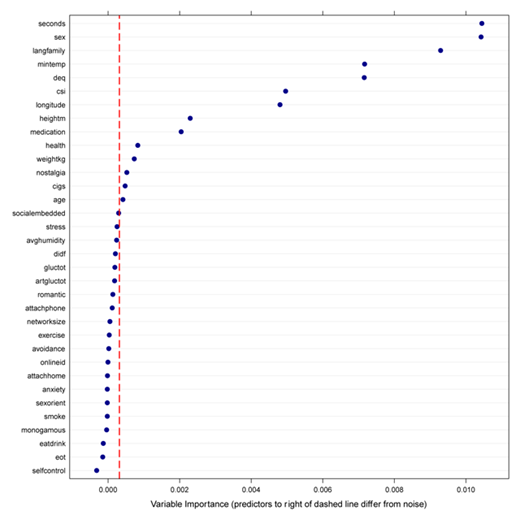 seconds
sex
langfamily
mintemp
deq
csi
longitude
heightm
medication
health
weightkg
nostalgia
cigs
age
socialembedded
stress
avghumidity
didf
gluctot
artgluctot
romantic
attachphone
networksize
exercise
avoidance
onlineid
attachhome
anxiety
sexorient
smoke
monogamous
eatdrink
eot
selfcontrol
0.000 0.002 0.004 0.006 0.008 0.010
Variable Importance (predictors to right of dashed line differ from noise)